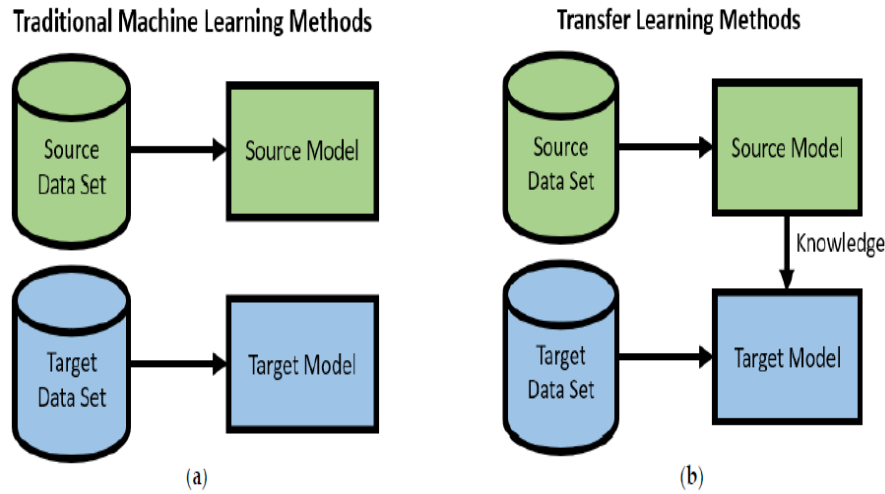 Traditional Machine Learning Methods
Source
Data Set
Source Model
Target
Data Set
Target Model
(a)
Transfer Learning Methods
Source
Data Set
Source Model
Knowledge
Target
Data Set
Target Model
(b)